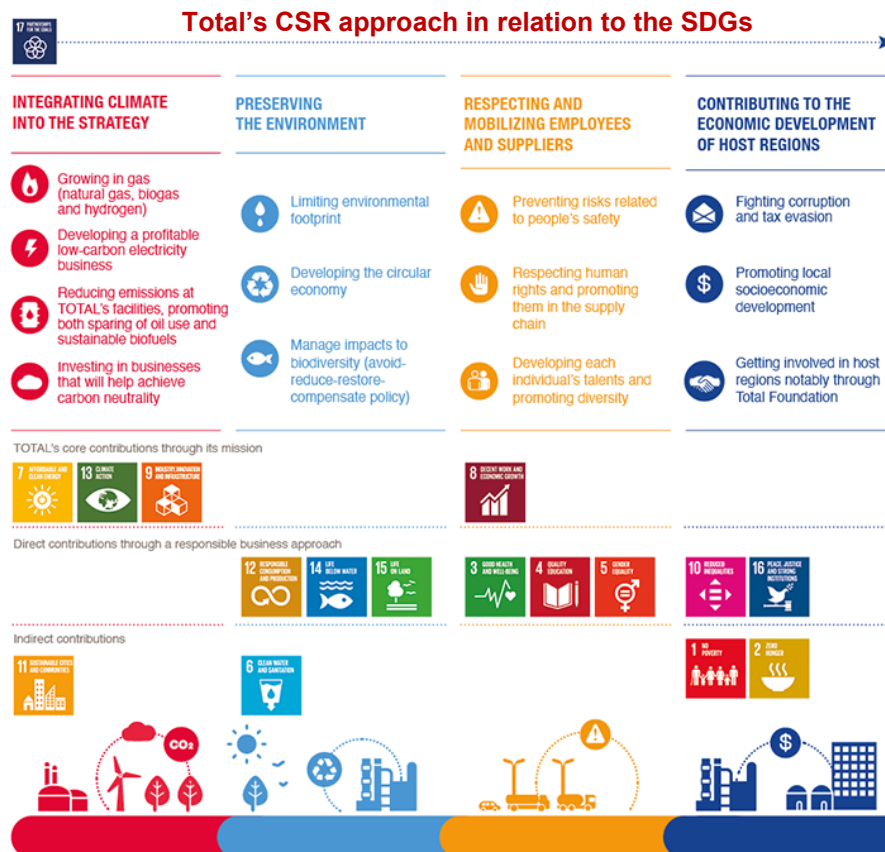 Total's CSR approach in relation to the SDGs
17 PARTNERSHIPS
FOR THE GOALS
INTEGRATING CLIMATE
INTO THE STRATEGY
Growing in gas
(natural gas, biogas
and hydrogen)
Developing a profitable
low-carbon electricity
business
Reducing emissions at
TOTAL's facilities, promoting
both sparing of oil use and
sustainable biofuels
Investing in businesses
that will help achieve
carbon neutrality
PRESERVING
THE ENVIRONMENT
Limiting environmental
footprint
Developing the circular
economy
Manage impacts to
biodiversity (avoid-
reduce-restore-
compensate policy)
RESPECTING AND
MOBILIZING EMPLOYEES
AND SUPPLIERS
Preventing risks related
to people's safety
Respecting human
rights and promoting
them in the supply
chain
Developing each
individual's talents and
promoting diversity
CONTRIBUTING TO THE
ECONOMIC DEVELOPMENT
OF HOST REGIONS
Fighting corruption
and tax evasion
$
Promoting local
socioeconomic
development
Getting involved in host
regions notably through
Total Foundation
TOTAL's core contributions through its mission
7 AFFORDABLE AND
CLEAN ENERGY
13 CLIMATE
ACTION
9 INDUSTRY, INNOVATION
AND INFRASTRUCTURE
8 DECENT WORK AND
ECONOMIC GROWTH
Direct contributions through a responsible business approach
12 RESPONSIBLE
CONSUMPTION
AND PRODUCTION
14 LIFE
BELOW WATER
15 LIFE
ON LAND
3 GOOD HEALTH
AND WELL-BEING
4 QUALITY
EDUCATION
5 GENDER
EQUALITY
10 REDUCED
INEQUALITIES
16 PEACE, JUSTICE
AND STRONG
INSTITUTIONS
Indirect contributions
11 SUSTAINABLE CITIES
AND COMMUNITIES
6 CLEAN WATER
AND SANITATION
1 NO
POVERTY
2 ZERO
HUNGER
CO2
$